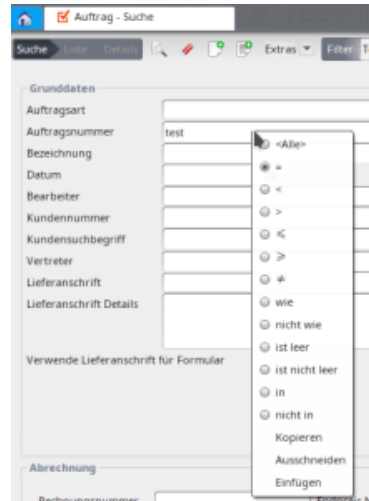 Auftrag - Suche
Suche Liste Details Extras Filter
Grunddaten
Auftragsart
Auftragsnummer test
Bezeichnung
Datum
Bearbeiter
Kundennummer
Kundensuchbegriff
Vertreter
Lieferanschrift
Lieferanschrift Details
Verwende Lieferanschrift für Formular
<Alle>
=
<
>
≤
≥
≠
wie
nicht wie
ist leer
ist nicht leer
in
nicht in
Kopieren
Ausschneiden
Einfügen
Abrechnung
Rechnungsnummer